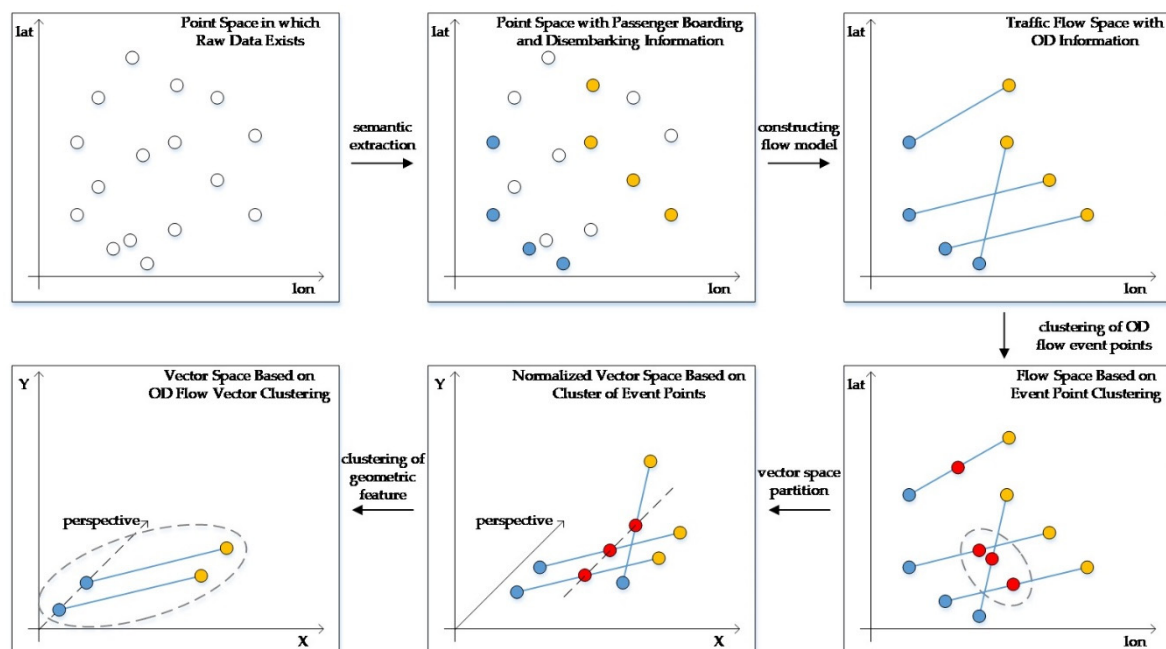 Point Space in which
Raw Data Exists
lat
lon
semantic
extraction
Point Space with Passenger Boarding
and Disembarking Information
lat
lon
constructing
flow model
Traffic Flow Space with
OD Information
lat
lon
clustering of OD
flow event points
Flow Space Based on
Event Point Clustering
lat
lon
vector space
partition
Normalized Vector Space Based on
Cluster of Event Points
Y
perspective
X
clustering of
geometric
feature
Vector Space Based on
OD Flow Vector Clustering
Y
perspective
X